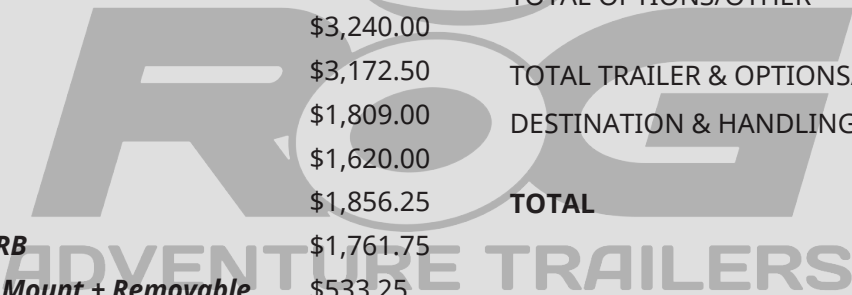 TOTAL OPTIONS/OTHER
$3,240.00
$3,172.50
TOTAL TRAILER & OPTIONS
$1,809.00
DESTINATION & HANDLING
$1,620.00
$1,856.25
TOTAL
RB
$1,761.75
Mount + Removable
$533.25
ROG
ADVENTURE TRAILERS